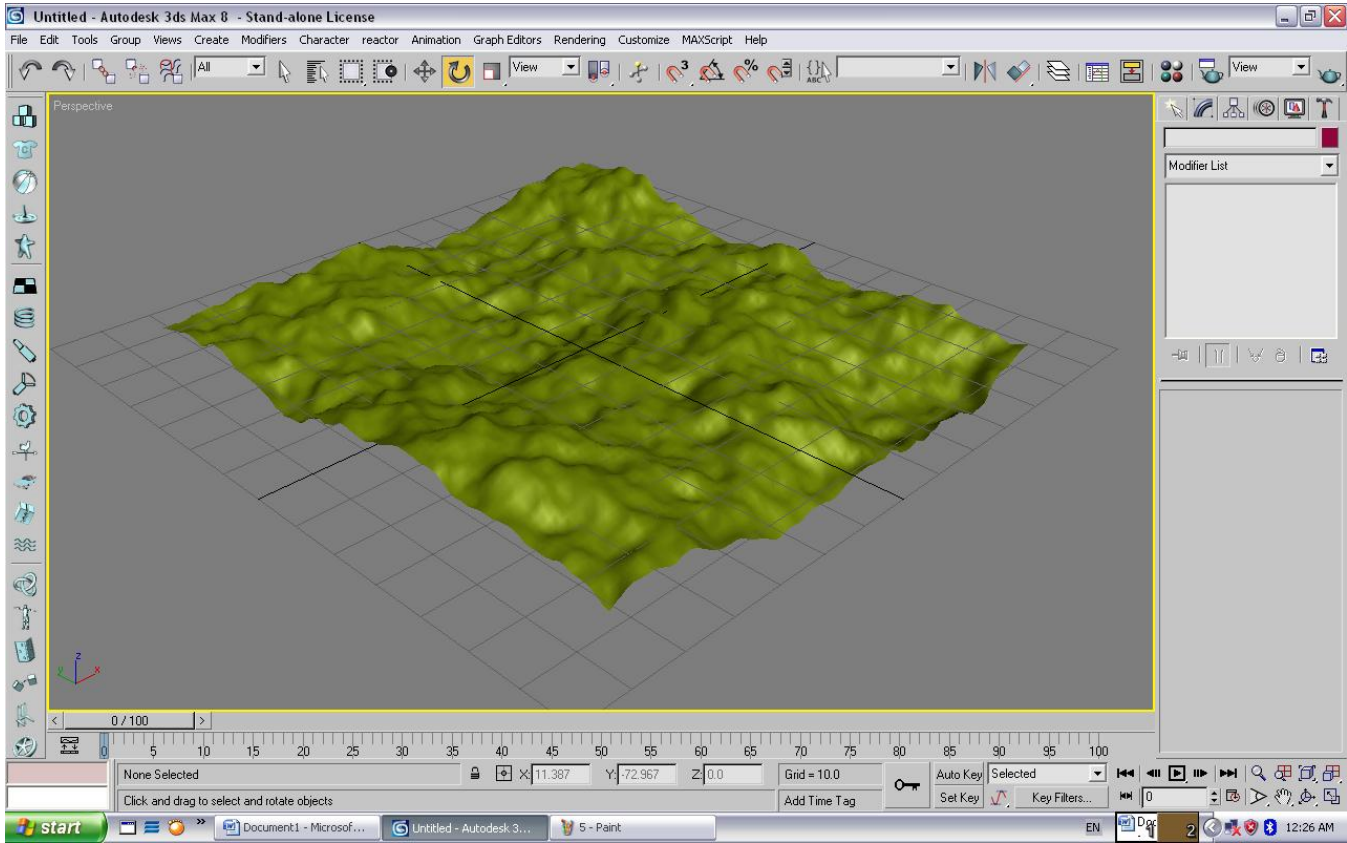 Untitled - Autodesk 3ds Max 8 - Stand-alone License
File Edit Tools Group Views Create Modifiers Character reactor Animation Graph Editors Rendering Customize MAXScript Help
All View View
Perspective
Modifier List
z
y x
0 / 100
0 5 10 15 20 25 30 35 40 45 50 55 60 65 70 75 80 85 90 95 100
None Selected X: 11.387 Y: -72.967 Z: 0.0 Grid = 10.0 Auto Key Selected
Click and drag to select and rotate objects Add Time Tag Set Key Key Filters... 0
start Document1 - Microsof... Untitled - Autodesk 3... 5 - Paint EN 2 12:26 AM